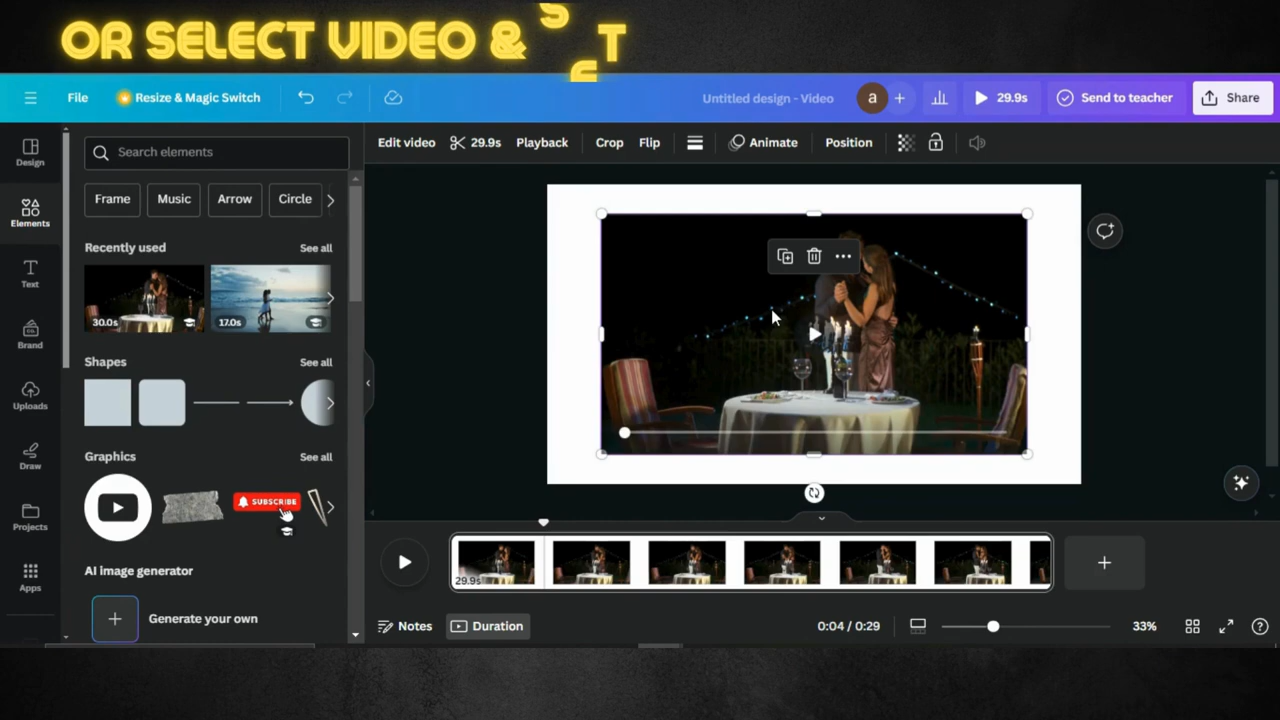 OR SELECT VIDEO & S E T
File
Resize & Magic Switch
Untitled design - Video
a
+
29.9s
Send to teacher
Share
Design
Elements
Text
Brand
Uploads
Draw
Projects
Apps
Search elements
Frame
Music
Arrow
Circle
Recently used
See all
30.0s
17.0s
Shapes
See all
Graphics
See all
SUBSCRIBE
AI image generator
+
Generate your own
Edit video
29.9s
Playback
Crop
Flip
Animate
Position
29.9s
+
Notes
Duration
0:04 / 0:29
33%
?